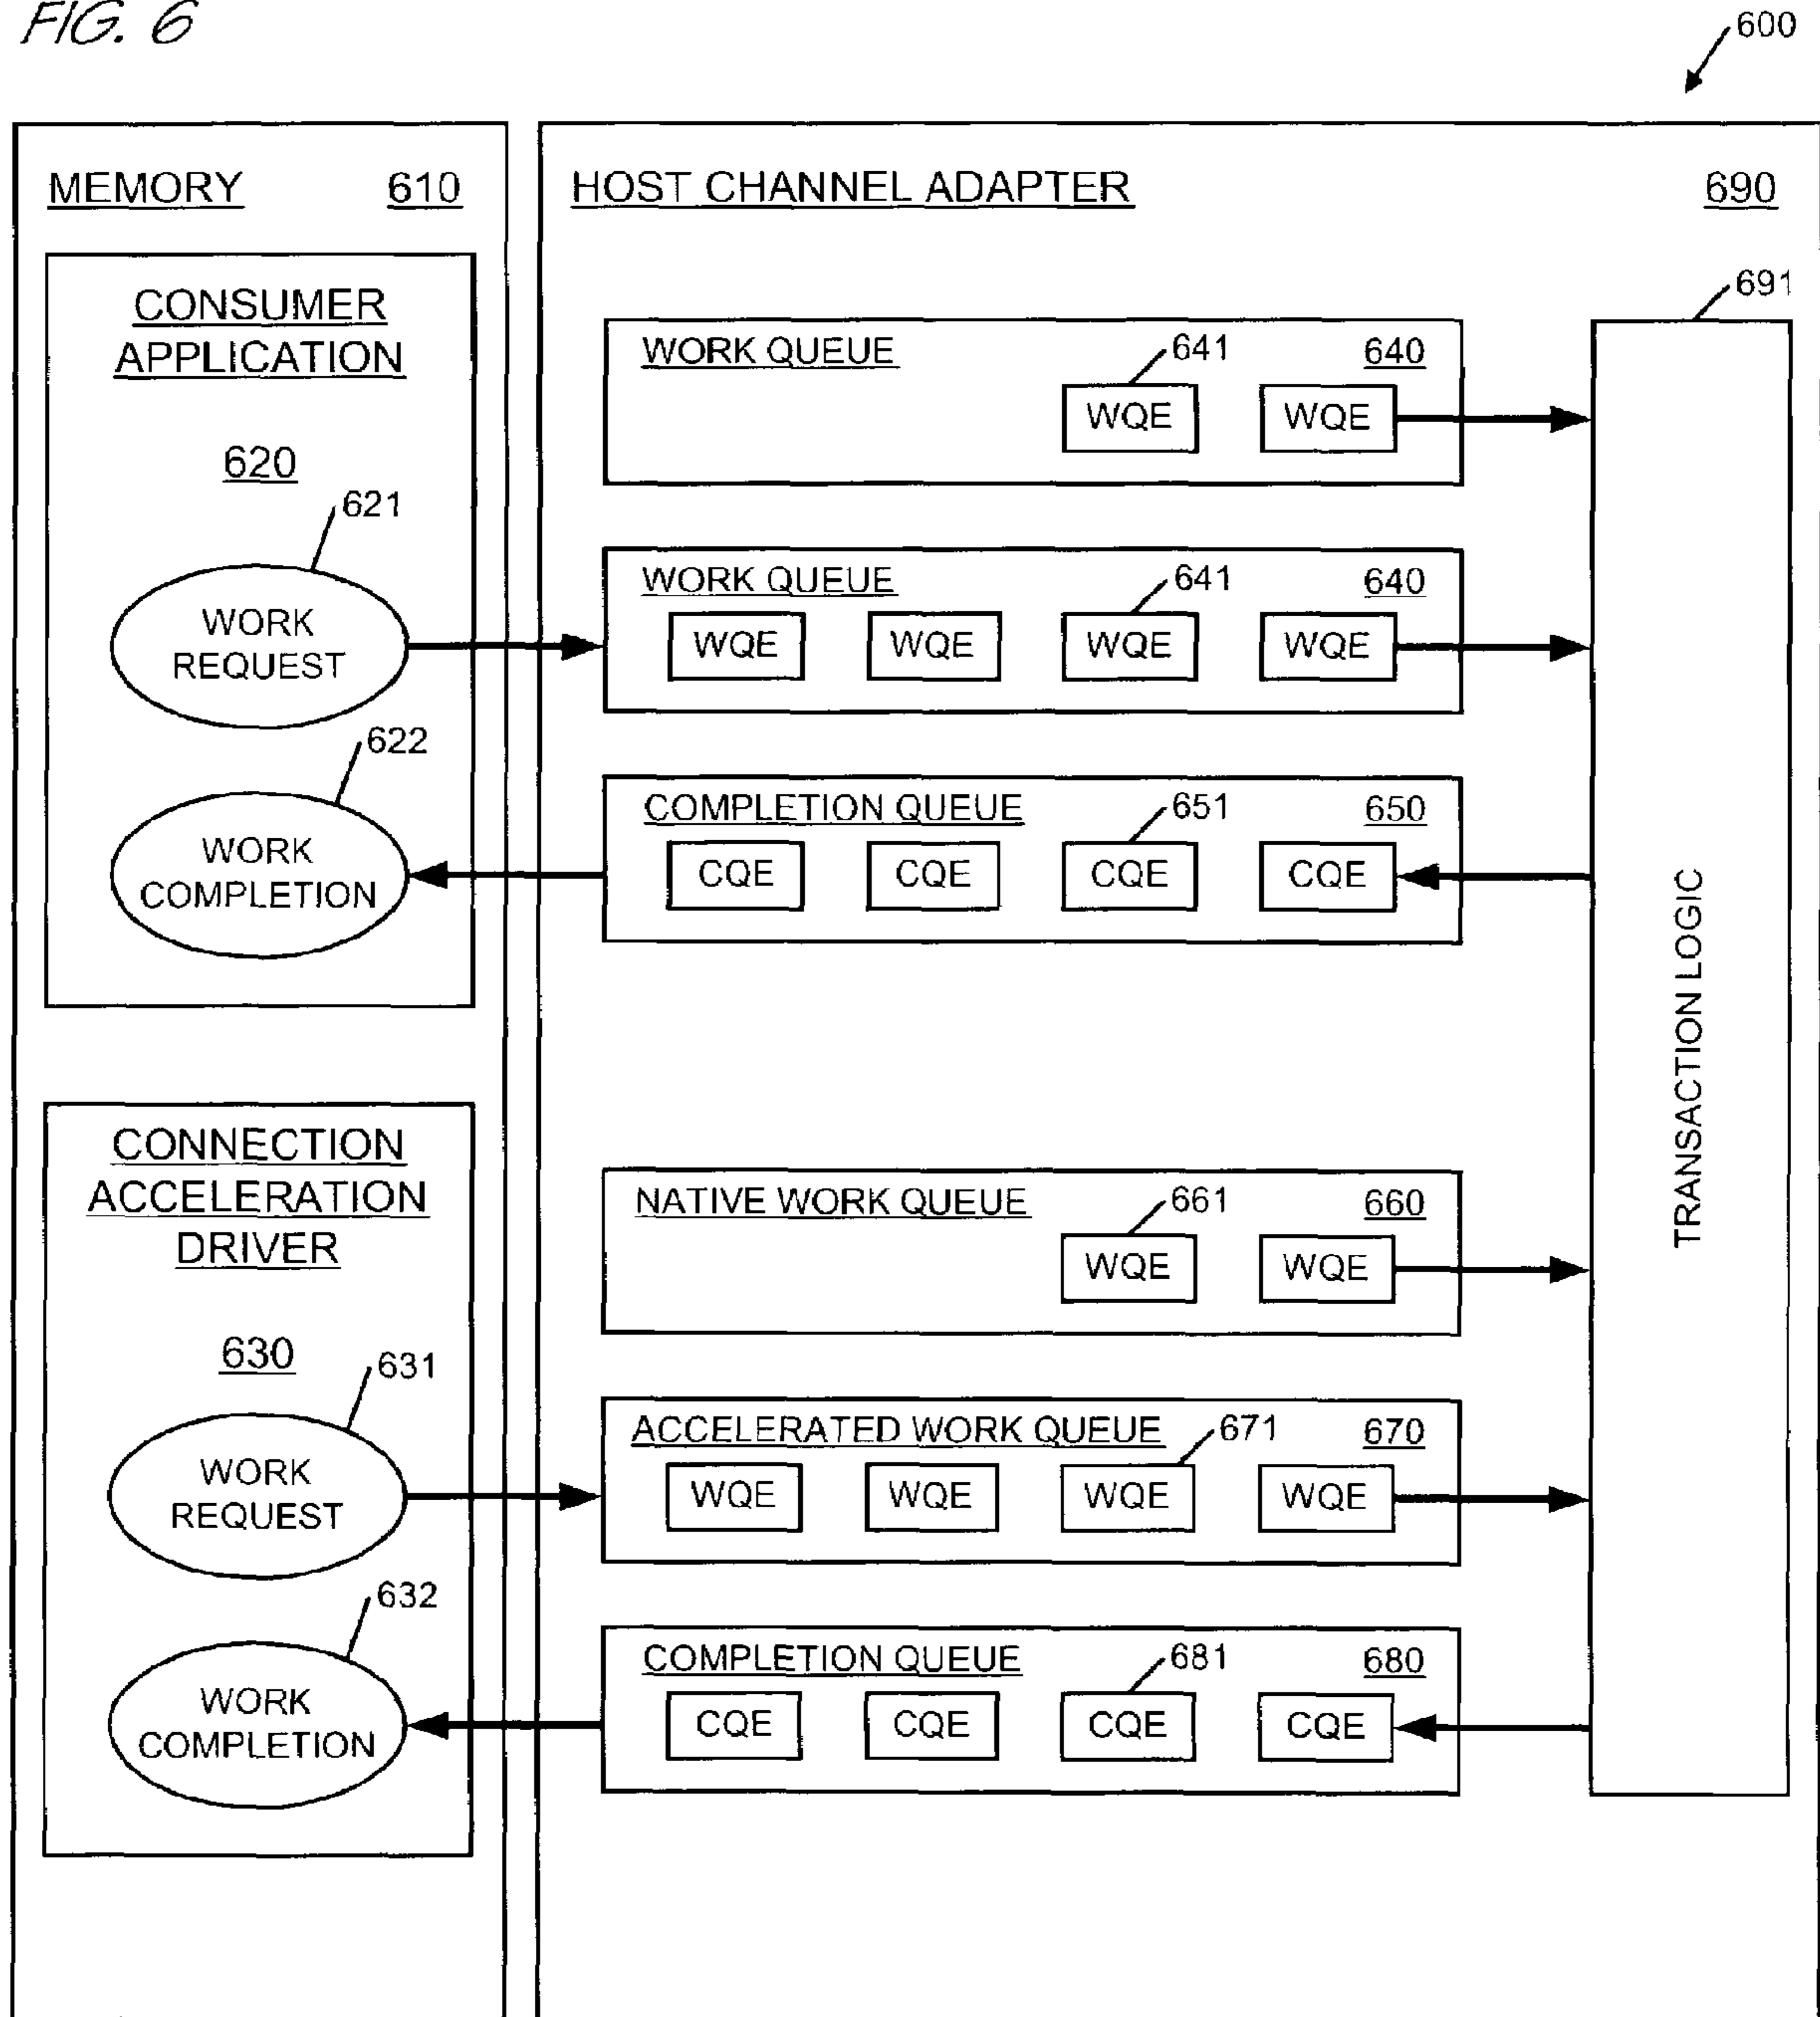 FIG. 6
600
MEMORY 610
HOST CHANNEL ADAPTER 690
CONSUMER
APPLICATION
620
621
WORK
REQUEST
622
WORK
COMPLETION
WORK QUEUE 641 640
WQE WQE
WORK QUEUE 641 640
WQE WQE WQE WQE
COMPLETION QUEUE 651 650
CQE CQE CQE CQE
691
TRANSACTION LOGIC
CONNECTION
ACCELERATION
DRIVER
630
631
WORK
REQUEST
632
WORK
COMPLETION
NATIVE WORK QUEUE 661 660
WQE WQE
ACCELERATED WORK QUEUE 671 670
WQE WQE WQE WQE
COMPLETION QUEUE 681 680
CQE CQE CQE CQE